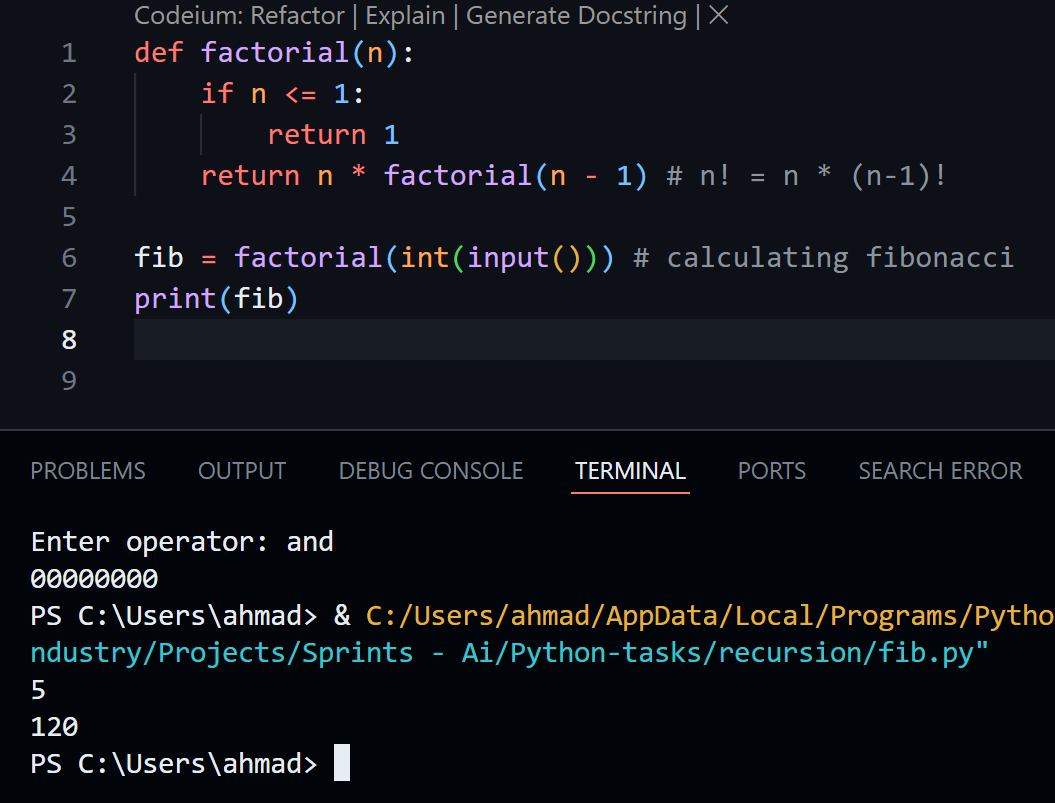 Codeium: Refactor | Explain | Generate Docstring | ×
1 def factorial(n):
2     if n <= 1:
3         return 1
4     return n * factorial(n - 1) # n! = n * (n-1)!
5
6 fib = factorial(int(input())) # calculating fibonacci
7 print(fib)
8
9
PROBLEMS OUTPUT DEBUG CONSOLE TERMINAL PORTS SEARCH ERROR
Enter operator: and
00000000
PS C:\Users\ahmad> & C:/Users/ahmad/AppData/Local/Programs/Pytho
ndustry/Projects/Sprints - Ai/Python-tasks/recursion/fib.py"
5
120
PS C:\Users\ahmad>